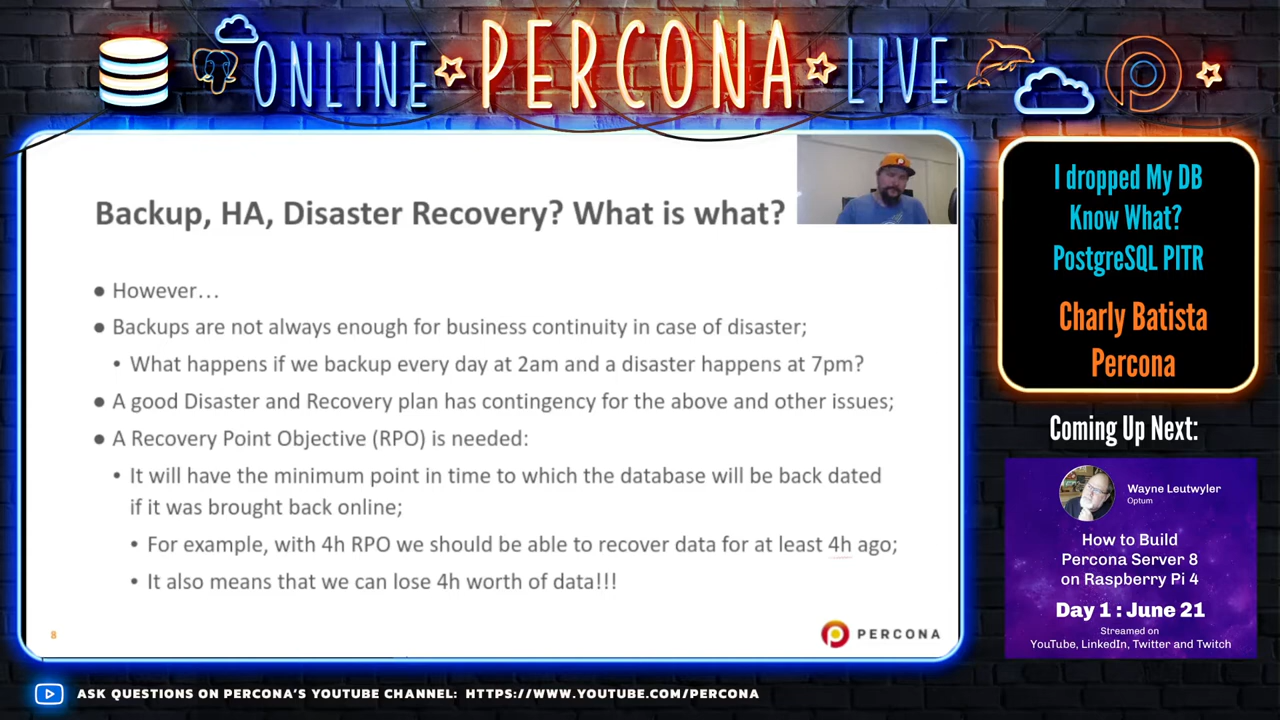 ONLINE PERCONA LIVE
Backup, HA, Disaster Recovery? What is what?
● However…
● Backups are not always enough for business continuity in case of disaster;
• What happens if we backup every day at 2am and a disaster happens at 7pm?
● A good Disaster and Recovery plan has contingency for the above and other issues;
● A Recovery Point Objective (RPO) is needed:
• It will have the minimum point in time to which the database will be back dated
if it was brought back online;
• For example, with 4h RPO we should be able to recover data for at least 4h ago;
• It also means that we can lose 4h worth of data!!!
8
PERCONA
I dropped My DB
Know What?
PostgreSQL PITR
Charly Batista
Percona
Coming Up Next:
Wayne Leutwyler
Optum
How to Build
Percona Server 8
on Raspberry Pi 4
Day 1 : June 21
Streamed on
YouTube, LinkedIn, Twitter and Twitch
ASK QUESTIONS ON PERCONA'S YOUTUBE CHANNEL: HTTPS://WWW.YOUTUBE.COM/PERCONA